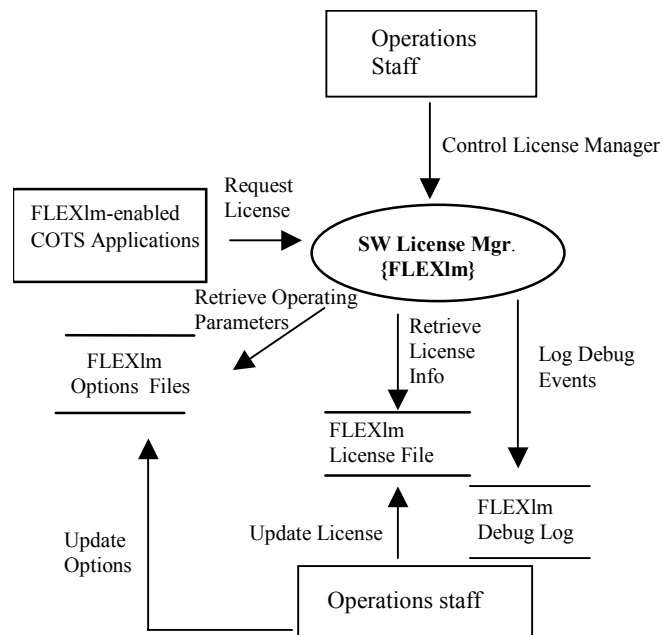 Operations
Staff
Control License Manager
Request
License
FLEXlm-enabled
COTS Applications
SW License Mgr.
{FLEXlm}
Retrieve Operating
Parameters
Retrieve
License
Info
Log Debug
Events
FLEXlm
Options Files
FLEXlm
License File
FLEXlm
Debug Log
Update
Options
Update License
Operations staff